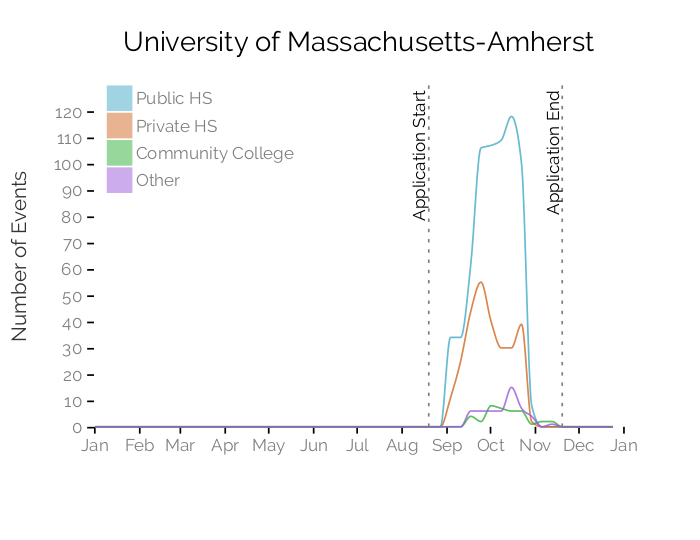 University of Massachusetts-Amherst
Public HS
Private HS
Community College
Other
Application Start
Application End
Number of Events
120
110
100
90
80
70
60
50
40
30
20
10
0
Jan Feb Mar Apr May Jun Jul Aug Sep Oct Nov Dec Jan